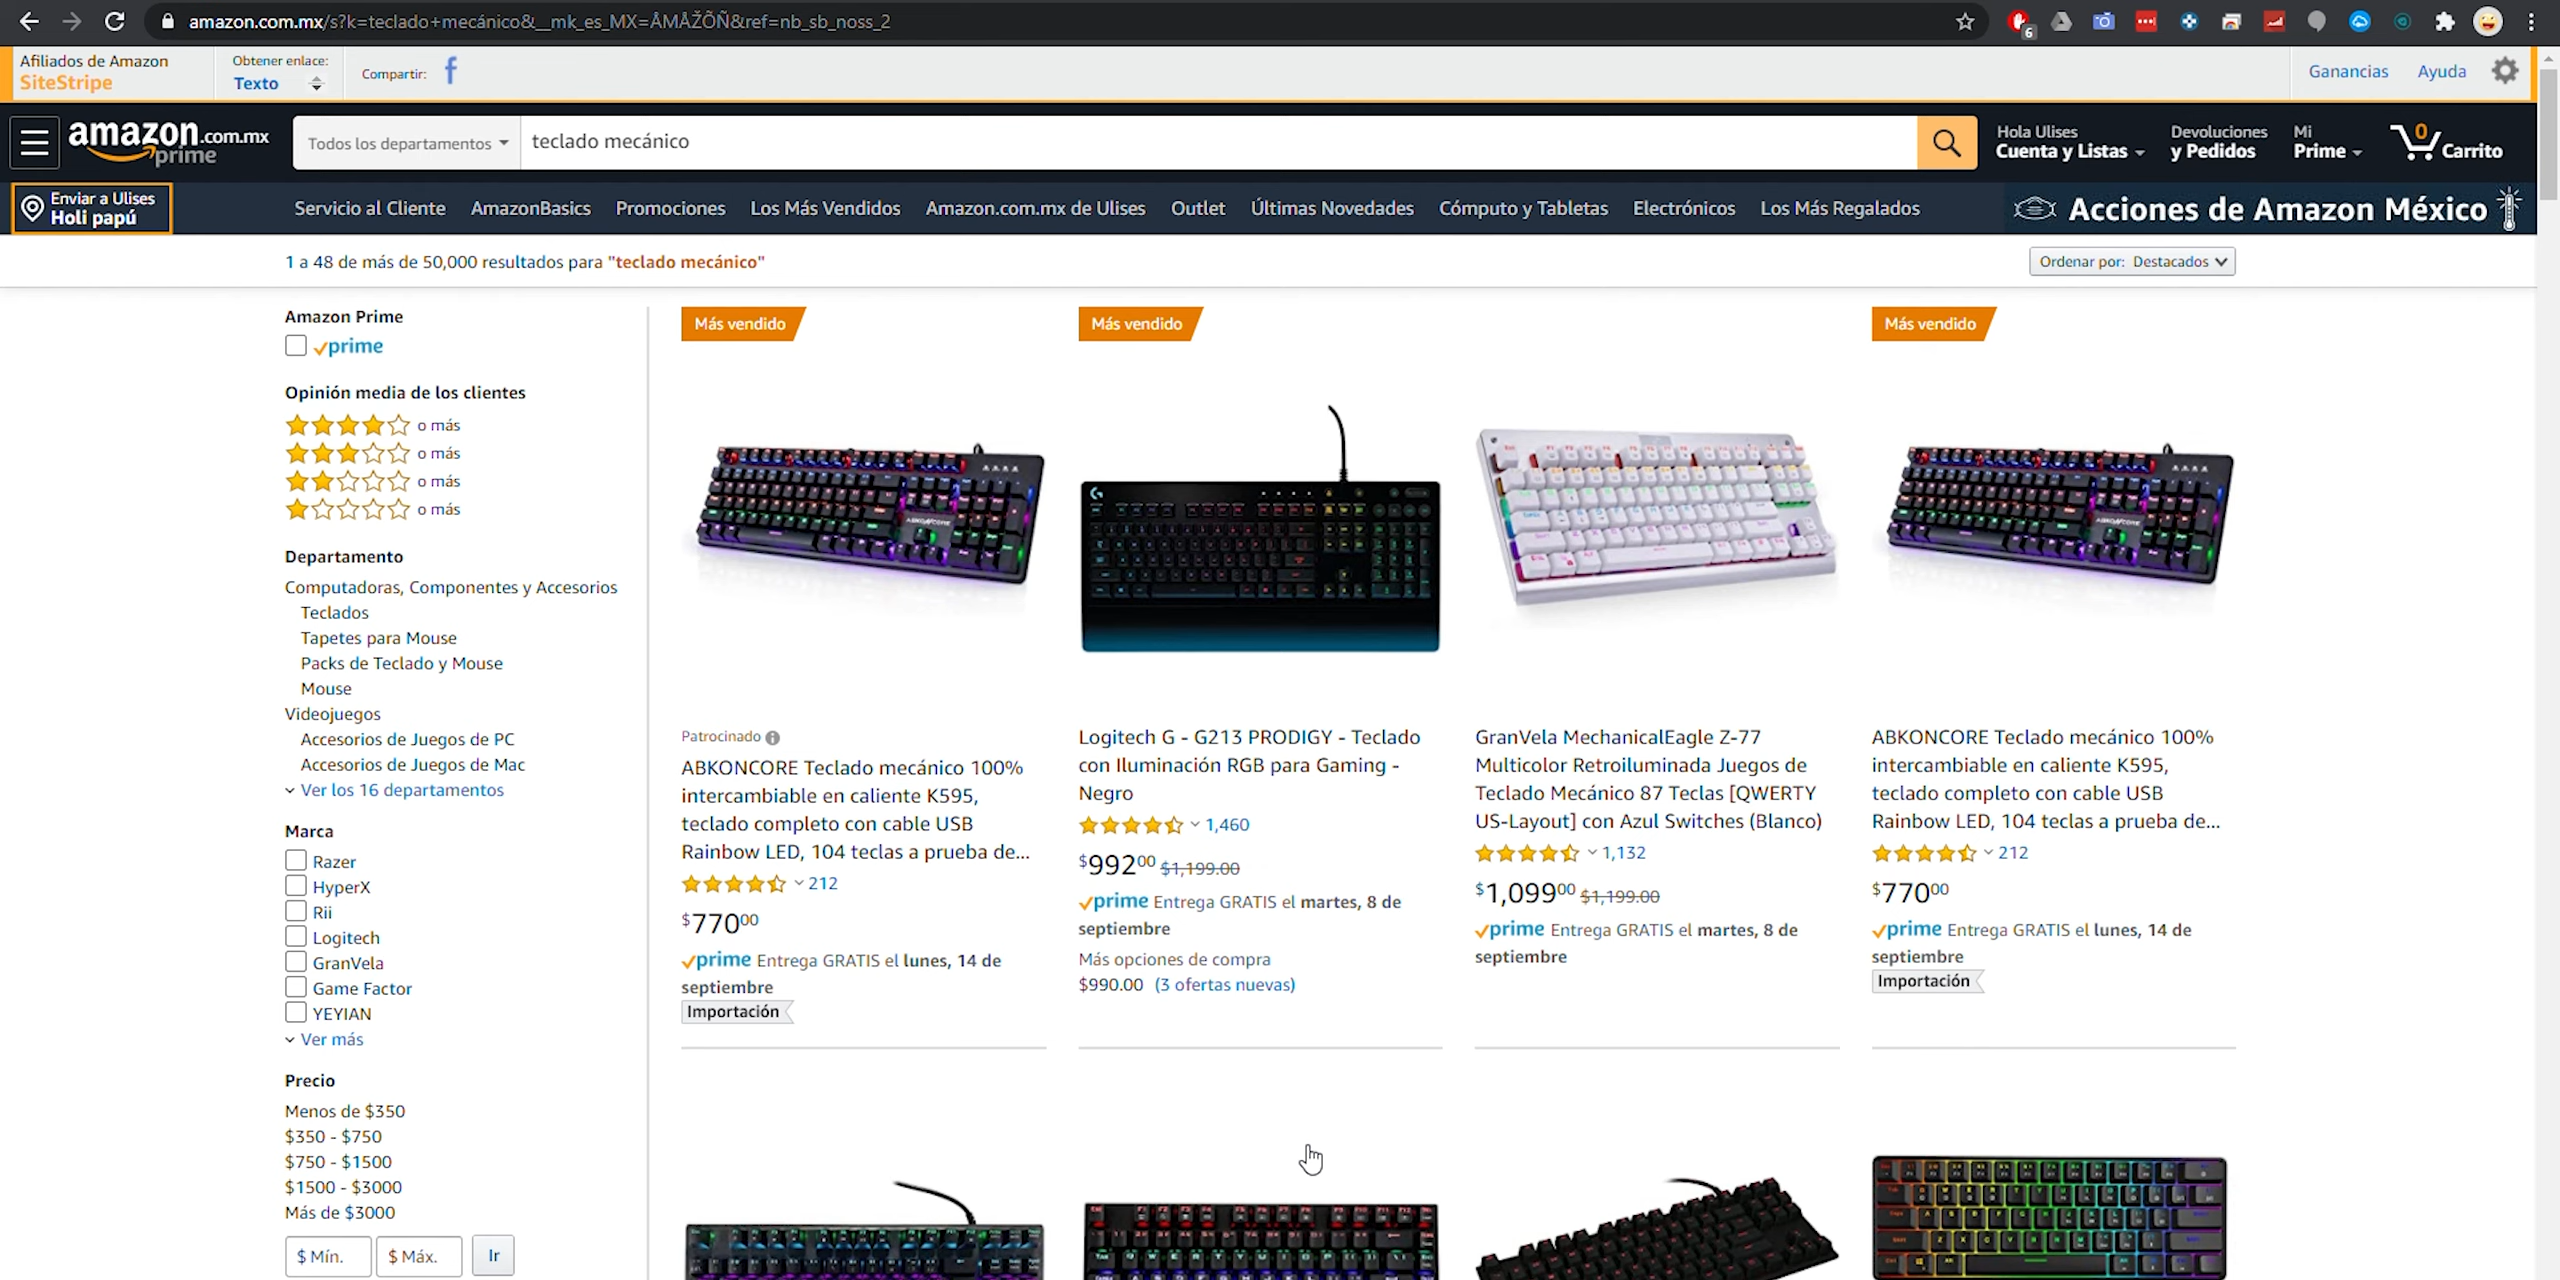 amazon.com.mx/s?k=teclado+mecánico&__mk_es_MX=ÅMÅŽÕÑ&ref=nb_sb_noss_2
6
Afiliados de Amazon
SiteStripe
Obtener enlace:
Texto
Compartir:
Ganancias
Ayuda
amazon.com.mx
prime
Todos los departamentos
teclado mecánico
Hola Ulises
Cuenta y Listas
Devoluciones
y Pedidos
Mi
Prime
0
Carrito
Enviar a Ulises
Holi papú
Servicio al Cliente
AmazonBasics
Promociones
Los Más Vendidos
Amazon.com.mx de Ulises
Outlet
Últimas Novedades
Cómputo y Tabletas
Electrónicos
Los Más Regalados
Acciones de Amazon México
1 a 48 de más de 50,000 resultados para "teclado mecánico"
Ordenar por: Destacados
Amazon Prime
prime
Opinión media de los clientes
o más
o más
o más
o más
Departamento
Computadoras, Componentes y Accesorios
Teclados
Tapetes para Mouse
Packs de Teclado y Mouse
Mouse
Videojuegos
Accesorios de Juegos de PC
Accesorios de Juegos de Mac
Ver los 16 departamentos
Marca
Razer
HyperX
Rii
Logitech
GranVela
Game Factor
YEYIAN
Ver más
Precio
Menos de $350
$350 - $750
$750 - $1500
$1500 - $3000
Más de $3000
$ Mín.
$ Máx.
Ir
Más vendido
ABKONCORE
Patrocinado
ABKONCORE Teclado mecánico 100%
intercambiable en caliente K595,
teclado completo con cable USB
Rainbow LED, 104 teclas a prueba de...
212
$770 00
prime Entrega GRATIS el lunes, 14 de
septiembre
Importación
Más vendido
Logitech G - G213 PRODIGY - Teclado
con Iluminación RGB para Gaming -
Negro
1,460
$992 00 $1,199.00
prime Entrega GRATIS el martes, 8 de
septiembre
Más opciones de compra
$990.00 (3 ofertas nuevas)
GranVela MechanicalEagle Z-77
Multicolor Retroiluminada Juegos de
Teclado Mecánico 87 Teclas [QWERTY
US-Layout] con Azul Switches (Blanco)
1,132
$1,099 00 $1,199.00
prime Entrega GRATIS el martes, 8 de
septiembre
Más vendido
ABKONCORE
ABKONCORE Teclado mecánico 100%
intercambiable en caliente K595,
teclado completo con cable USB
Rainbow LED, 104 teclas a prueba de...
212
$770 00
prime Entrega GRATIS el lunes, 14 de
septiembre
Importación